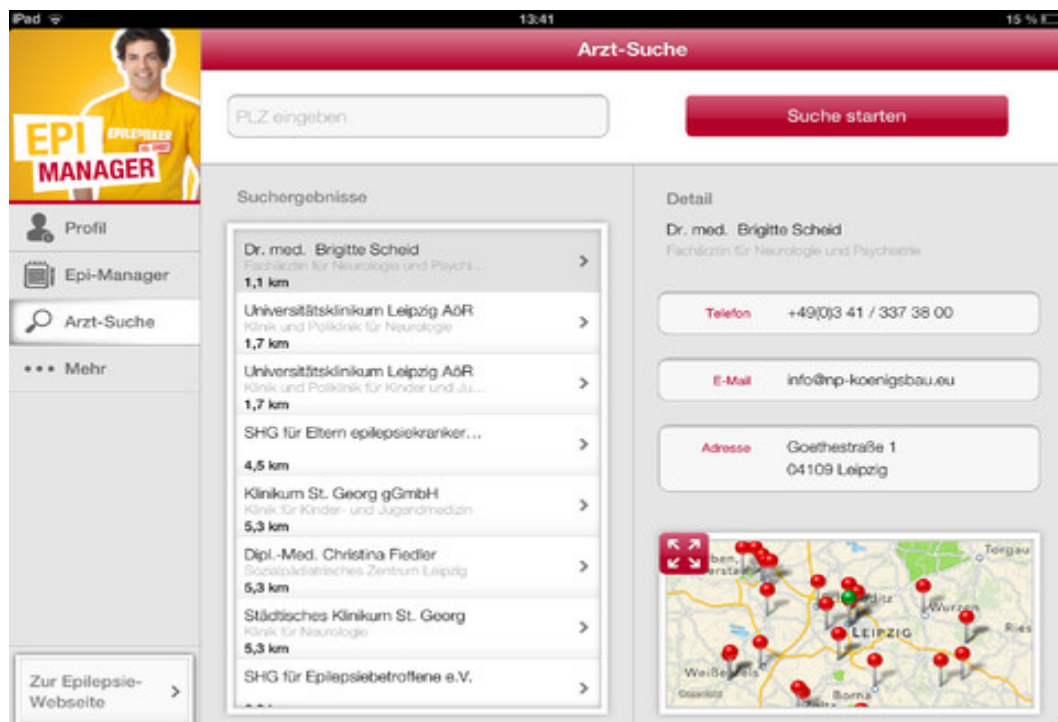 iPad
13:41
15 %
EPI
MANAGER
EPILEPTIKER
Profil
Epi-Manager
Arzt-Suche
Mehr
Zur Epilepsie-
Webseite
Arzt-Suche
PLZ eingeben
Suche starten
Suchergebnisse
Dr. med. Brigitte Scheid
Fachärztin für Neurologie und Psychi...
1,1 km
Universitätsklinikum Leipzig AöR
Klinik und Poliklinik für Neurologie
1,7 km
Universitätsklinikum Leipzig AöR
Klinik und Poliklinik für Kinder und Ju...
1,7 km
SHG für Eltern epilepsiekranker...
4,5 km
Klinikum St. Georg gGmbH
Klinik für Kinder- und Jugendmedizin
5,3 km
Dipl.-Med. Christina Fiedler
Sozialpädiatrisches Zentrum Leipzig
5,3 km
Städtisches Klinikum St. Georg
Klinik für Neurologie
5,3 km
SHG für Epilepsiebetroffene e.V.
Detail
Dr. med. Brigitte Scheid
Fachärztin für Neurologie und Psychiatrie
Telefon +49(0)3 41 / 337 38 00
E-Mail info@np-koenigsbau.eu
Adresse Goethestraße 1
04109 Leipzig
Torgau
Wurzen
LEIPZIG
Ries
Borna
Copyright